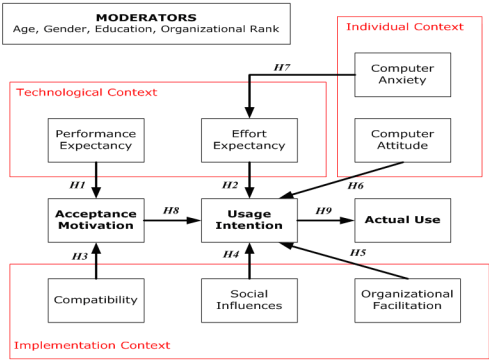 MODERATORS
Age, Gender, Education, Organizational Rank
Individual Context
H7
Computer
Anxiety
Technological Context
Performance
Expectancy
Effort
Expectancy
Computer
Attitude
H1
H2
H6
Acceptance
Motivation
H8
Usage
Intention
H9
Actual Use
H3
H4
H5
Compatibility
Social
Influences
Organizational
Facilitation
Implementation Context